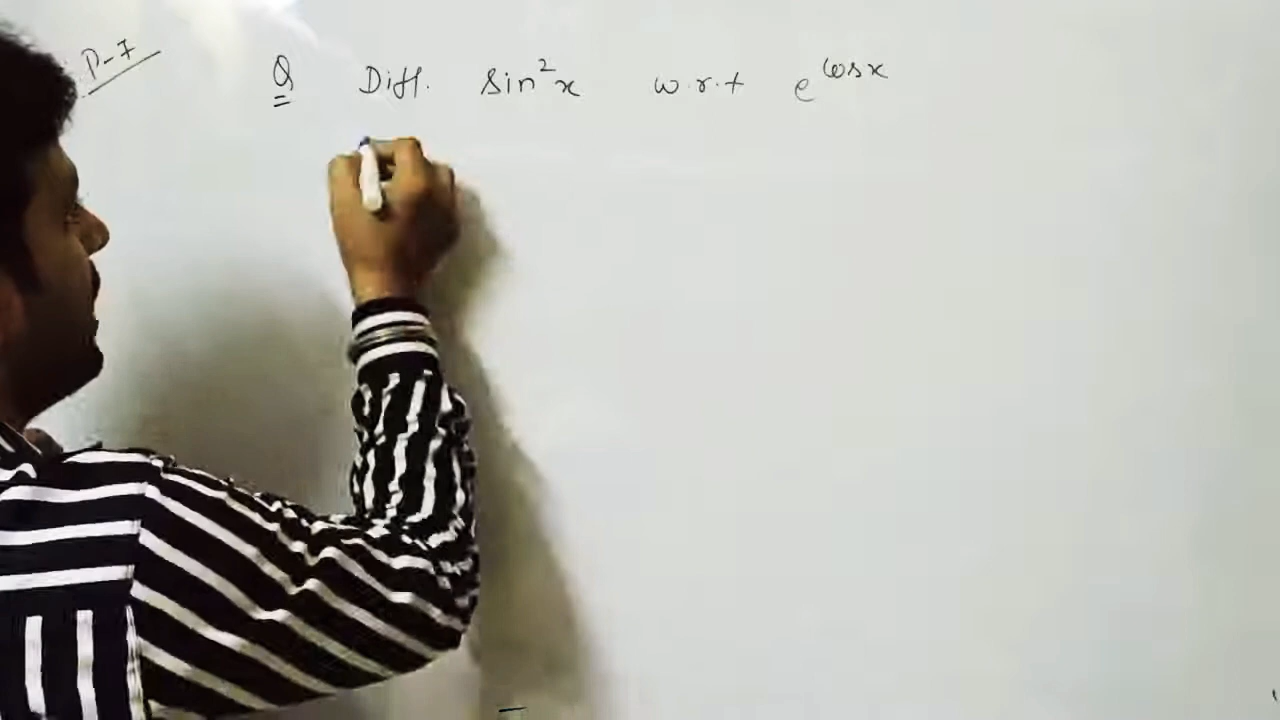 P-7
Q Diff. sin²x w.r.t e^cosx